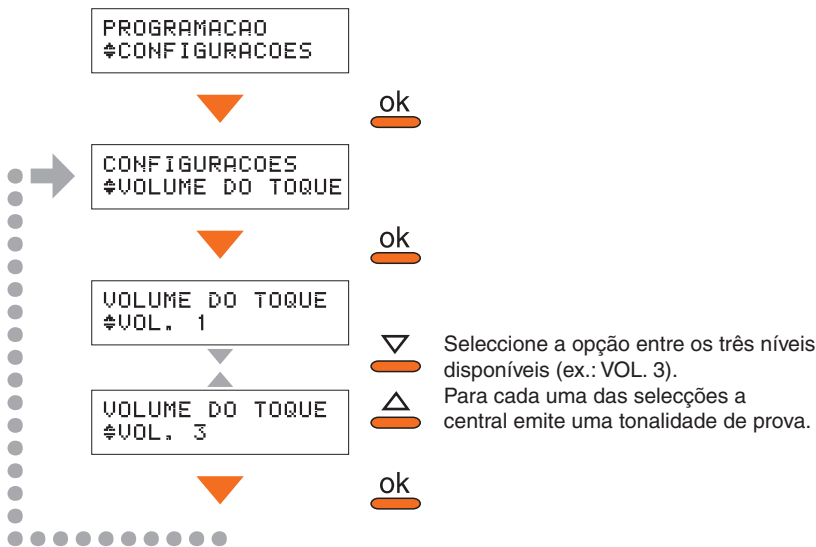 PROGRAMACAO
CONFIGURACOES
ok
CONFIGURACOES
VOLUME DO TOQUE
ok
VOLUME DO TOQUE
VOL. 1
Seleccione a opção entre os três níveis
disponíveis (ex.: VOL. 3).
Para cada uma das selecções a
central emite uma tonalidade de prova.
VOLUME DO TOQUE
VOL. 3
ok